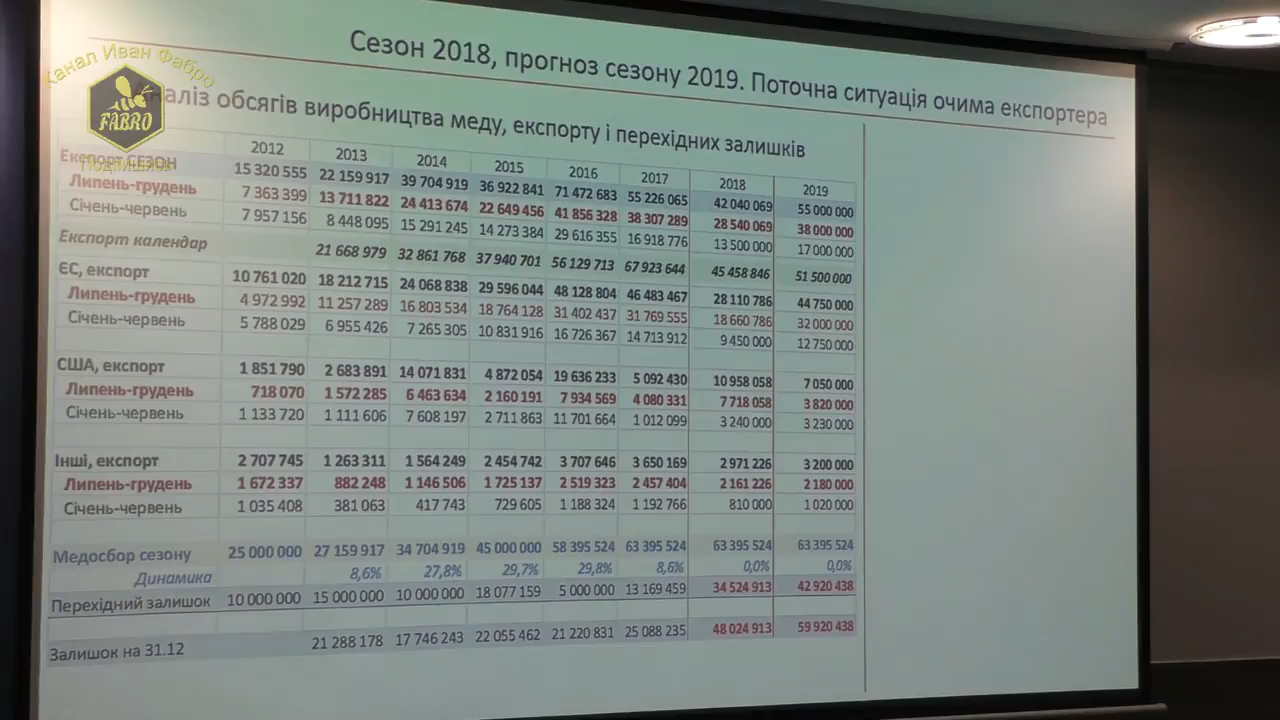 Канал Иван Фабро
FABRO
Подпишись
Сезон 2018, прогноз сезону 2019. Поточна ситуація очима експортера
наліз обсягів виробництва меду, експорту і перехідних залишків
2012 2013 2014 2015 2016 2017 2018 2019
Експорт СЕЗОН 15 320 555 22 159 917 39 704 919 36 922 841 71 472 683 55 226 065 42 040 069 55 000 000
Липень-грудень 7 363 399 13 711 822 24 413 674 22 649 456 41 856 328 38 307 289 28 540 069 38 000 000
Січень-червень 7 957 156 8 448 095 15 291 245 14 273 384 29 616 355 16 918 776 13 500 000 17 000 000
Експорт календар 21 668 979 32 861 768 37 940 701 56 129 713 67 923 644 45 458 846 51 500 000
ЄС, експорт 10 761 020 18 212 715 24 068 838 29 596 044 48 128 804 46 483 467 28 110 786 44 750 000
Липень-грудень 4 972 992 11 257 289 16 803 534 18 764 128 31 402 437 31 769 555 18 660 786 32 000 000
Січень-червень 5 788 029 6 955 426 7 265 305 10 831 916 16 726 367 14 713 912 9 450 000 12 750 000
США, експорт 1 851 790 2 683 891 14 071 831 4 872 054 19 636 233 5 092 430 10 958 058 7 050 000
Липень-грудень 718 070 1 572 285 6 463 634 2 160 191 7 934 569 4 080 331 7 718 058 3 820 000
Січень-червень 1 133 720 1 111 606 7 608 197 2 711 863 11 701 664 1 012 099 3 240 000 3 230 000
Інші, експорт 2 707 745 1 263 311 1 564 249 2 454 742 3 707 646 3 650 169 2 971 226 3 200 000
Липень-грудень 1 672 337 882 248 1 146 506 1 725 137 2 519 323 2 457 404 2 161 226 2 180 000
Січень-червень 1 035 408 381 063 417 743 729 605 1 188 324 1 192 766 810 000 1 020 000
Медосбор сезону 25 000 000 27 159 917 34 704 919 45 000 000 58 395 524 63 395 524 63 395 524 63 395 524
Динамика 8,6% 27,8% 29,7% 29,8% 8,6% 0,0% 0,0%
Перехідний залишок 10 000 000 15 000 000 10 000 000 18 077 159 5 000 000 13 169 459 34 524 913 42 920 438
Залишок на 31.12 21 288 178 17 746 243 22 055 462 21 220 831 25 088 235 48 024 913 59 920 438